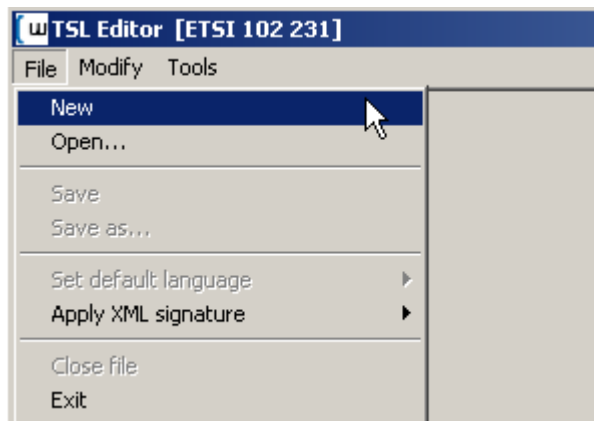 TSL Editor [ETSI 102 231]
File Modify Tools
New
Open...
Save
Save as...
Set default language
Apply XML signature
Close file
Exit